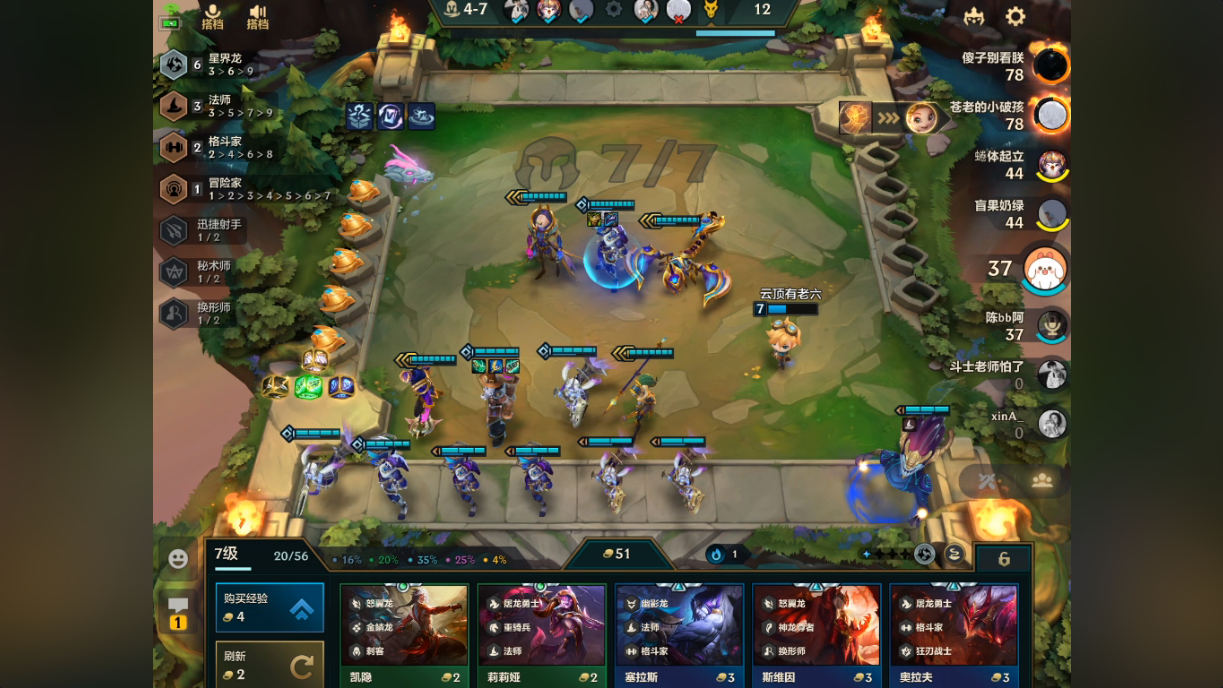 搭档
搭档
4-7
12
6 星界龙
3 > 6 > 9
3 法师
3 > 5 > 7 > 9
2 格斗家
2 > 4 > 6 > 8
1 冒险家
1 > 2 > 3 > 4 > 5 > 6 > 7
迅捷射手
1 / 2
秘术师
1 / 2
换形师
1 / 2
7/7
云顶有老六
7
傻子别看朕
78
苍老的小破孩
78
蜷体起立
44
盲果奶绿
44
37
陈bb阿
37
斗士老师怕了
0
xinA_
0
7级 20/56
16% 20% 35% 25% 4%
51
1
6
1
购买经验
4
刷新
2
怒翼龙
金鳞龙
刺客
凯隐 2
屠龙勇士
重骑兵
法师
莉莉娅 2
幽影龙
法师
格斗家
塞拉斯 3
怒翼龙
神龙尊者
换形师
斯维因 3
屠龙勇士
格斗家
狂刃战士
奥拉夫 3